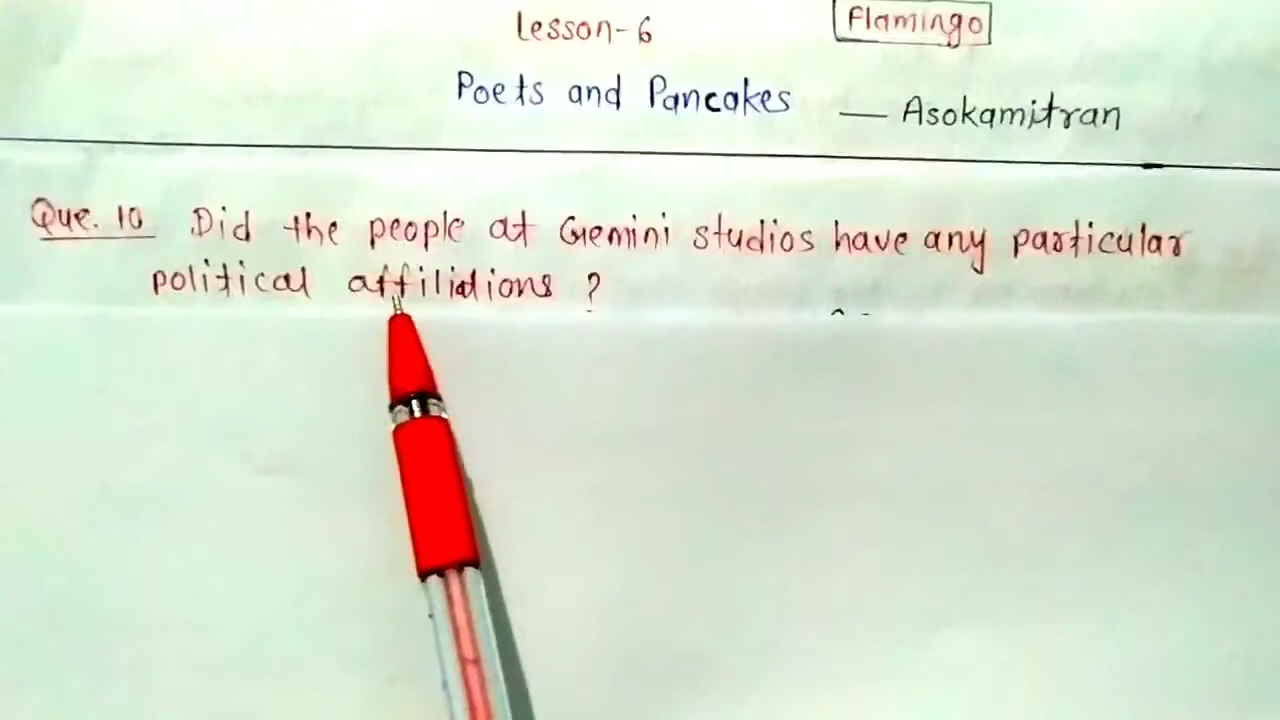 Lesson-6
Flamingo
Poets and Pancakes — Asokamitran
Que. 10 Did the people at Gemini studios have any particular
political affiliations ?